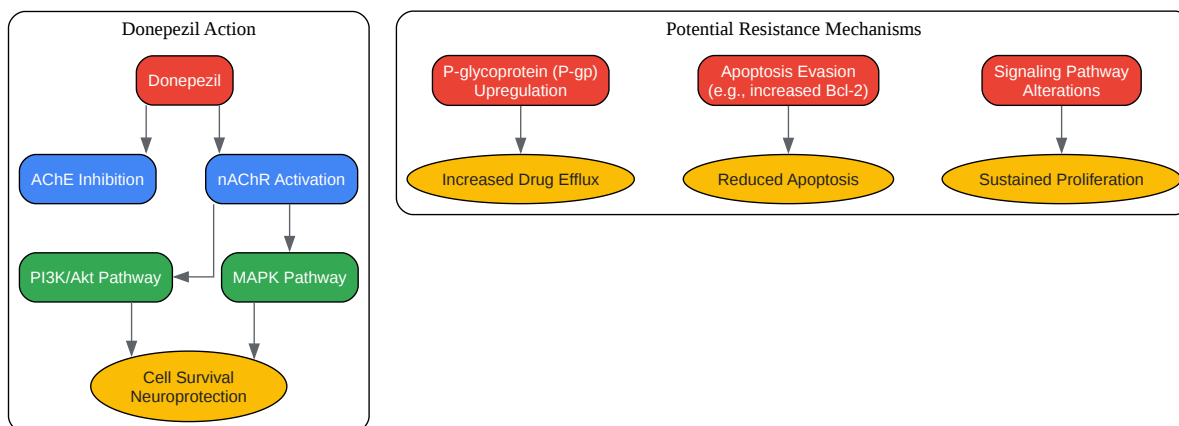 Donepezil Action
Donepezil
AChE Inhibition
nAChR Activation
PI3K/Akt Pathway
MAPK Pathway
Cell Survival
Neuroprotection
Potential Resistance Mechanisms
P-glycoprotein (P-gp)
Upregulation
Apoptosis Evasion
(e.g., increased Bcl-2)
Signaling Pathway
Alterations
Increased Drug Efflux
Reduced Apoptosis
Sustained Proliferation